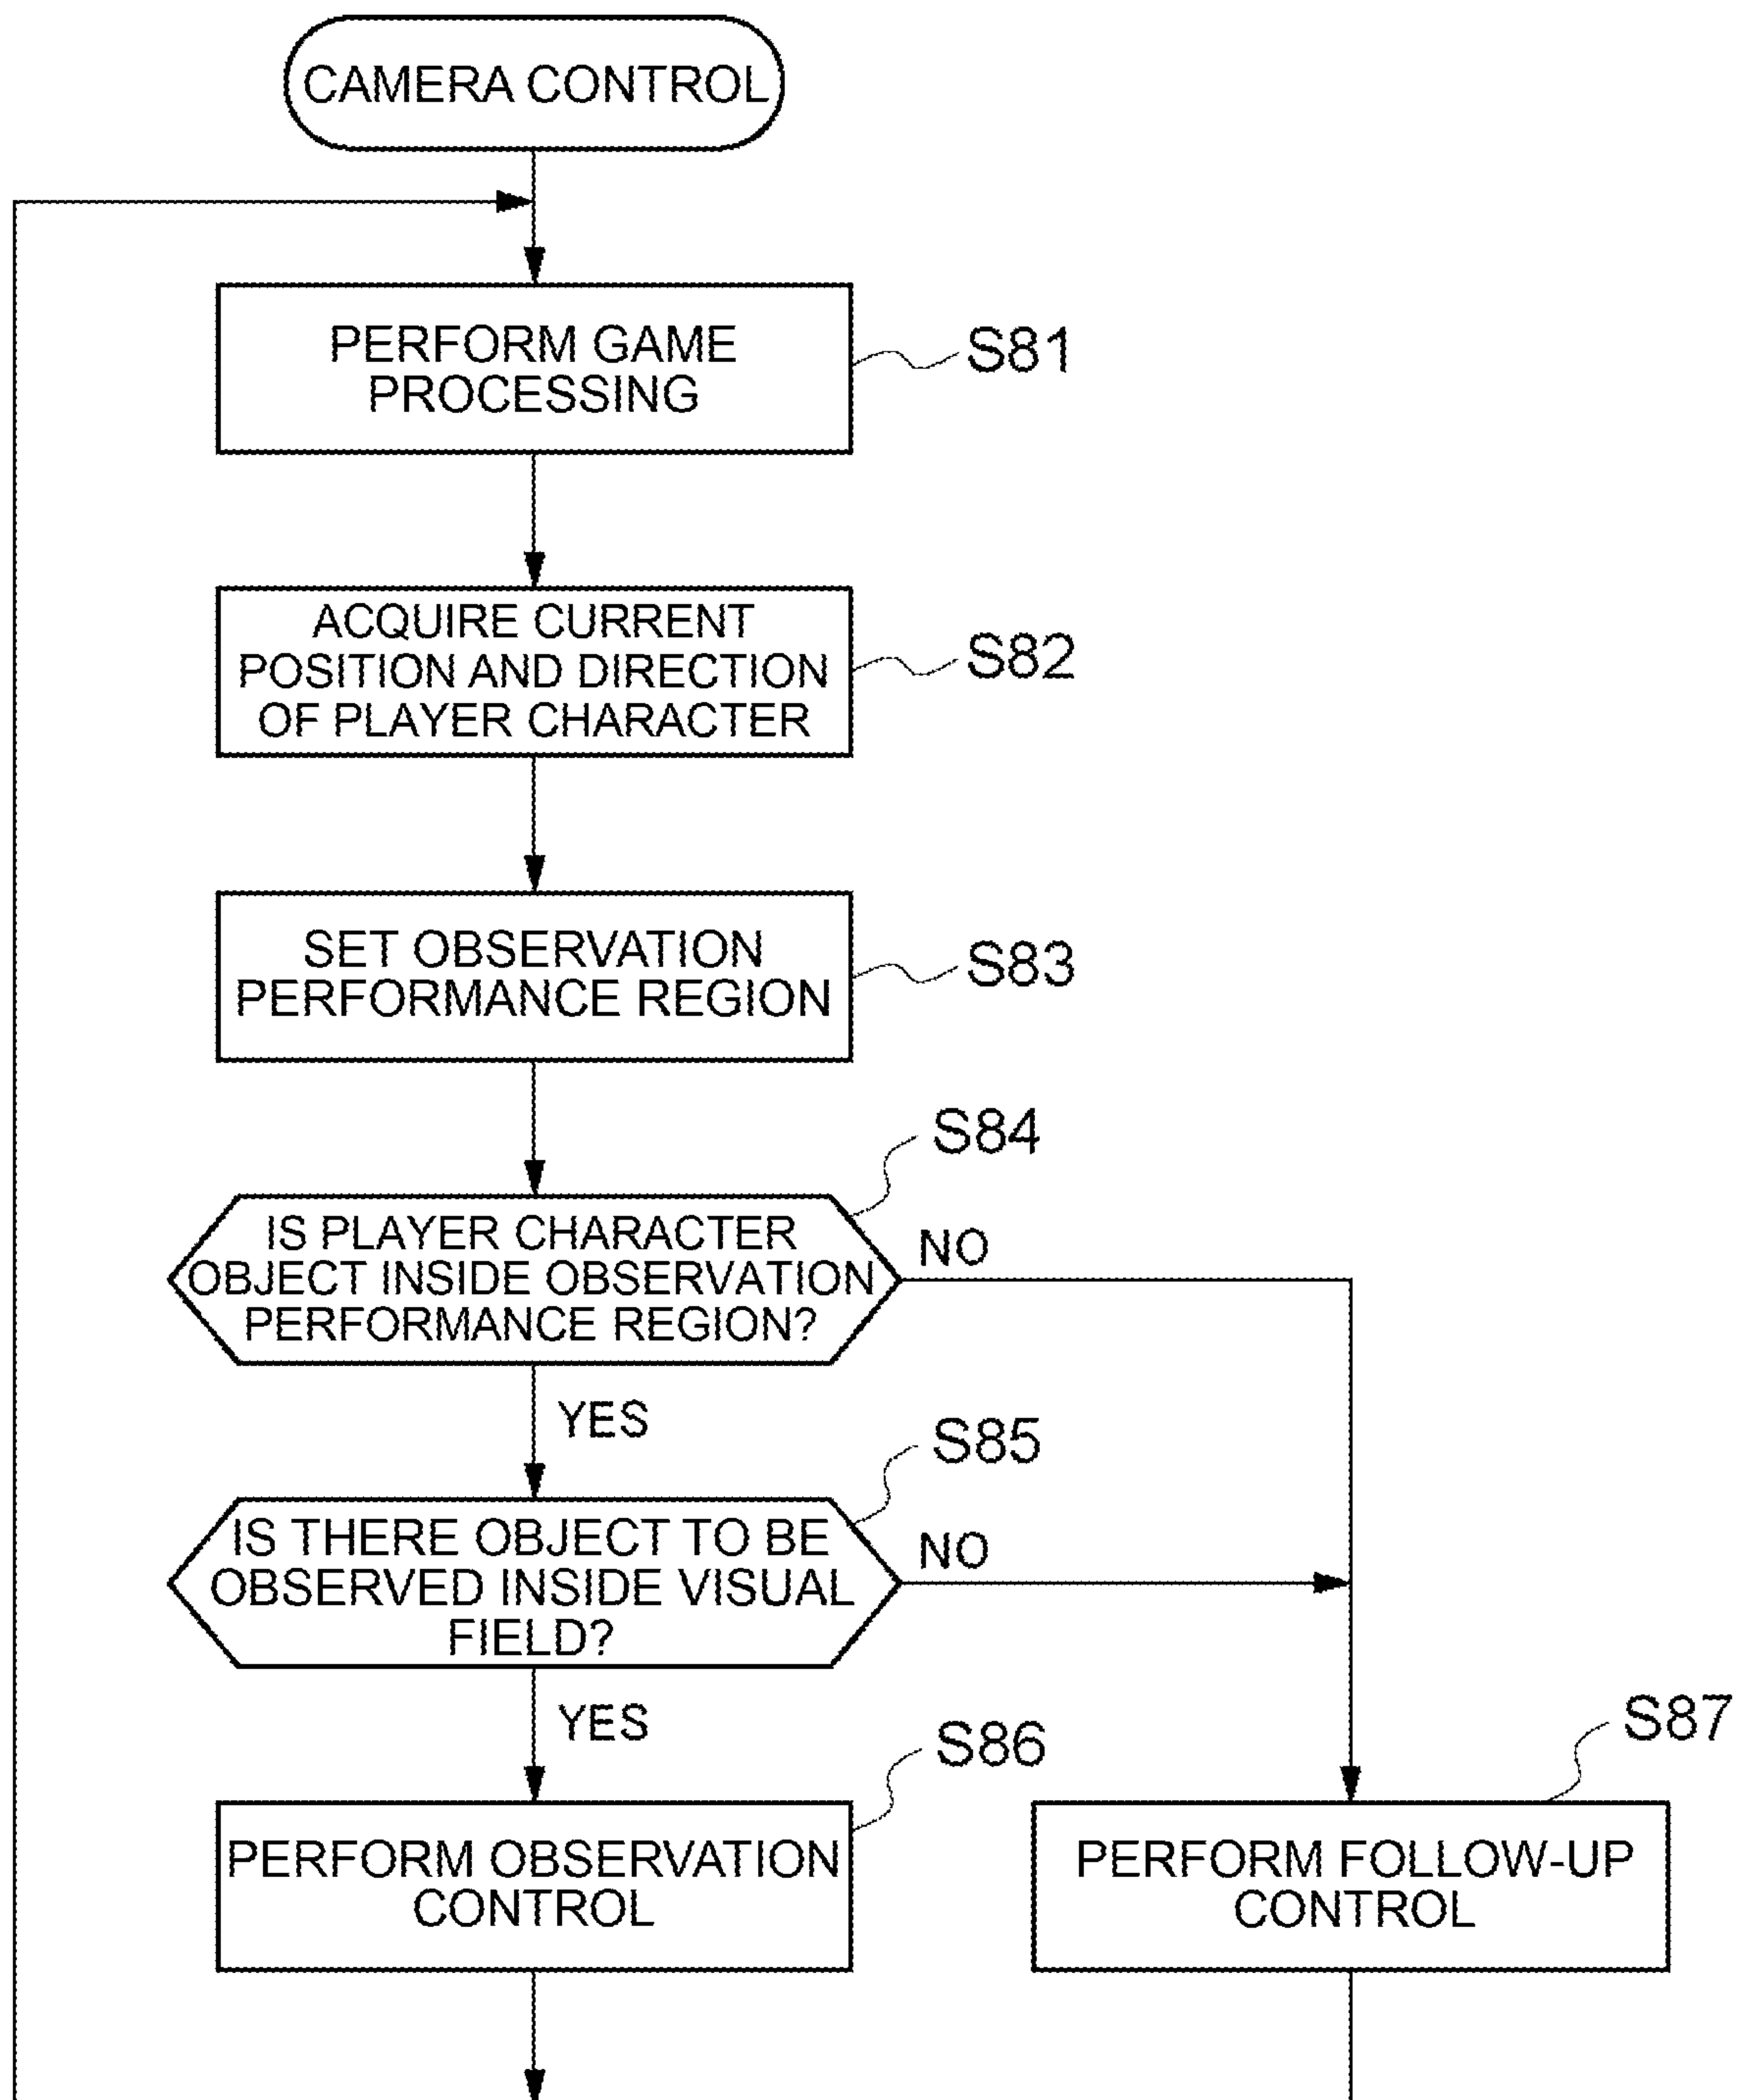 CAMERA CONTROL
PERFORM GAME
PROCESSING
S81
ACQUIRE CURRENT
POSITION AND DIRECTION
OF PLAYER CHARACTER
S82
SET OBSERVATION
PERFORMANCE REGION
S83
S84
IS PLAYER CHARACTER
OBJECT INSIDE OBSERVATION
PERFORMANCE REGION?
NO
YES
S85
IS THERE OBJECT TO BE
OBSERVED INSIDE VISUAL
FIELD?
NO
YES
S86
PERFORM OBSERVATION
CONTROL
S87
PERFORM FOLLOW-UP
CONTROL